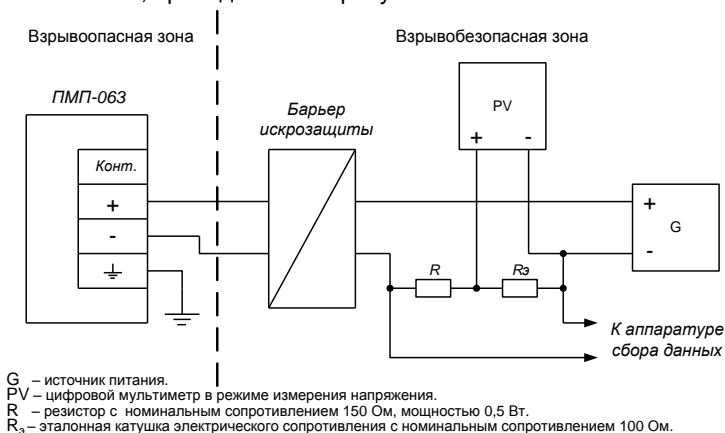 Взрывоопасная зона
Взрывобезопасная зона
ПМП-063
Барьер
искрозащиты
PV
+ -
Конт.
+
-
+
-
G
R
Rэ
К аппаратуре
сбора данных
G – источник питания.
PV – цифровой мультиметр в режиме измерения напряжения.
R – резистор с номинальным сопротивлением 150 Ом, мощностью 0,5 Вт.
Rэ – эталонная катушка электрического сопротивления с номинальным сопротивлением 100 Ом.